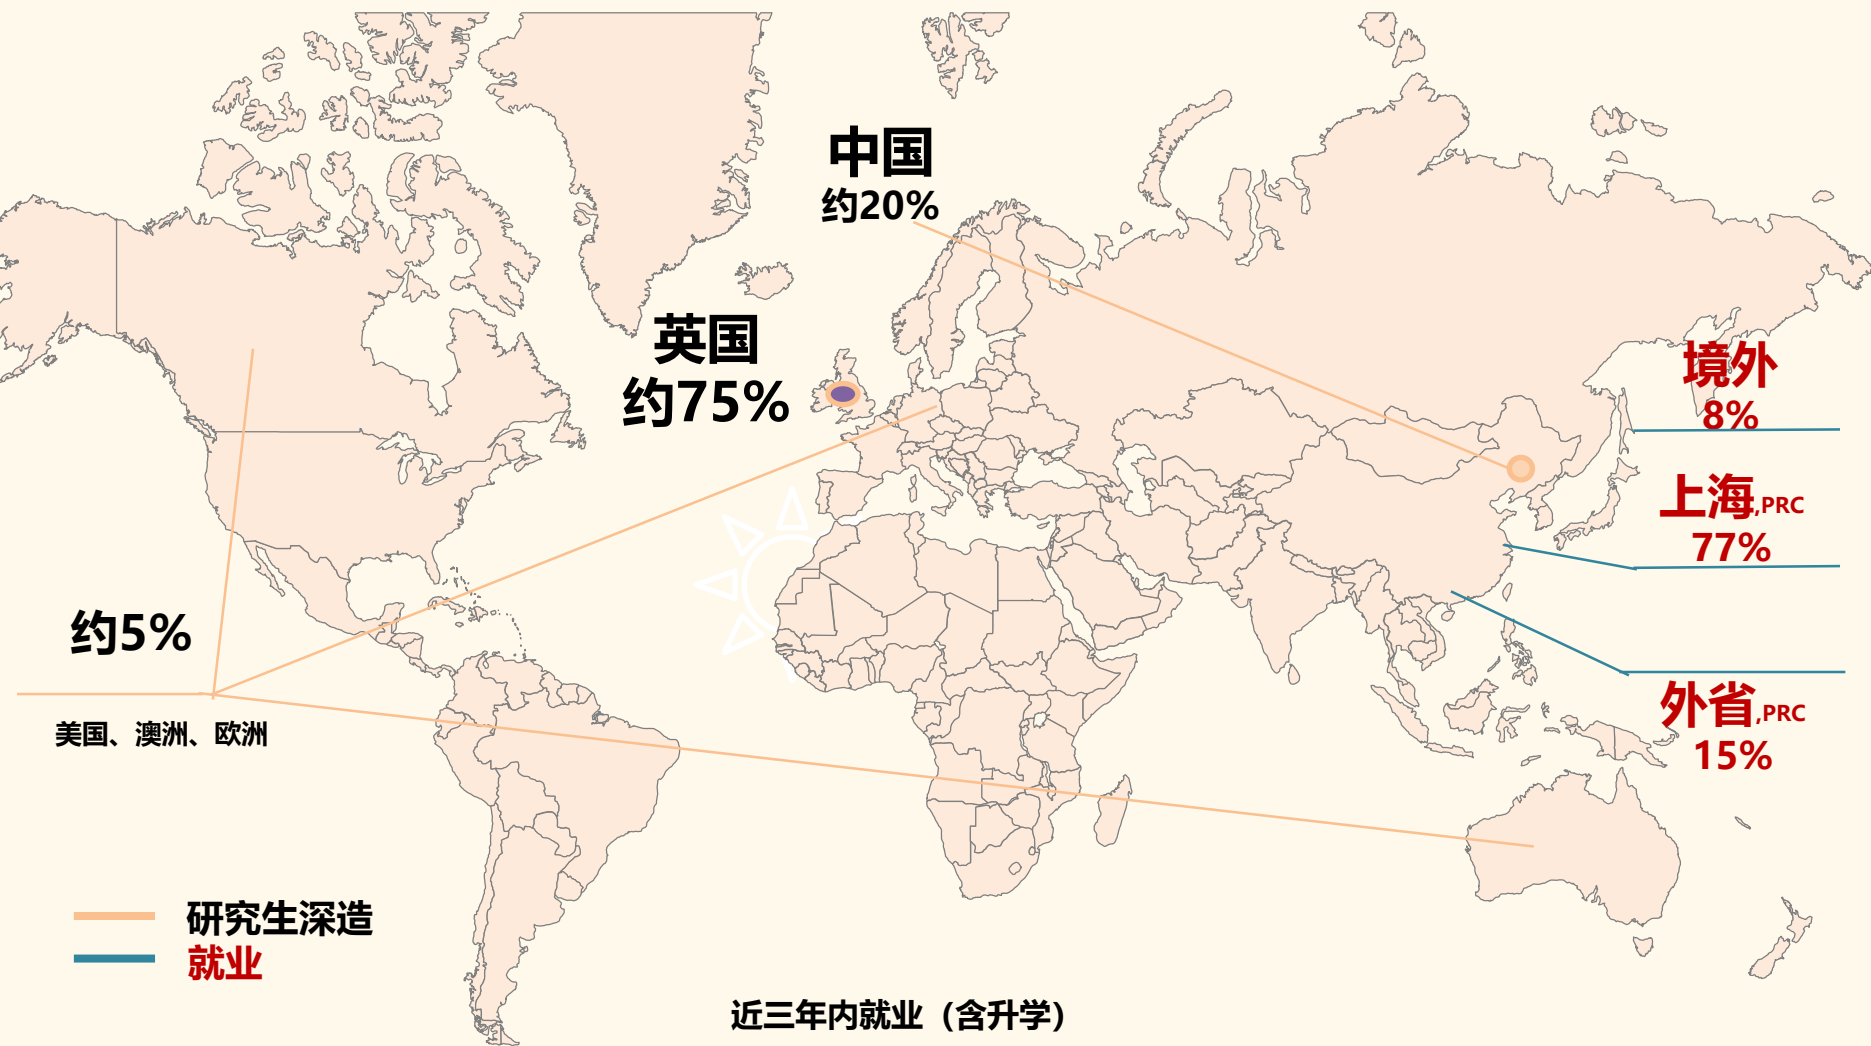 中国
约20%
英国
约75%
境外
8%
上海,PRC
77%
约5%
美国、澳洲、欧洲
外省,PRC
15%
研究生深造
就业
近三年内就业（含升学）